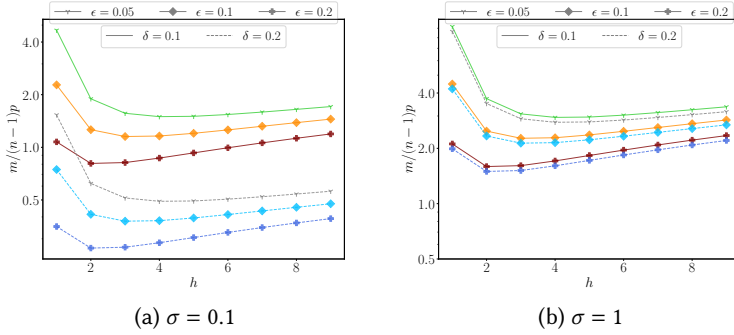 ϵ = 0.05 ϵ = 0.1 ϵ = 0.2
δ = 0.1 δ = 0.2
4.0
2.0
1.0
0.5
m/(n − 1)p
2 4 6 8
h
(a) σ = 0.1
ϵ = 0.05 ϵ = 0.1 ϵ = 0.2
δ = 0.1 δ = 0.2
4.0
2.0
1.0
0.5
m/(n − 1)p
2 4 6 8
h
(b) σ = 1